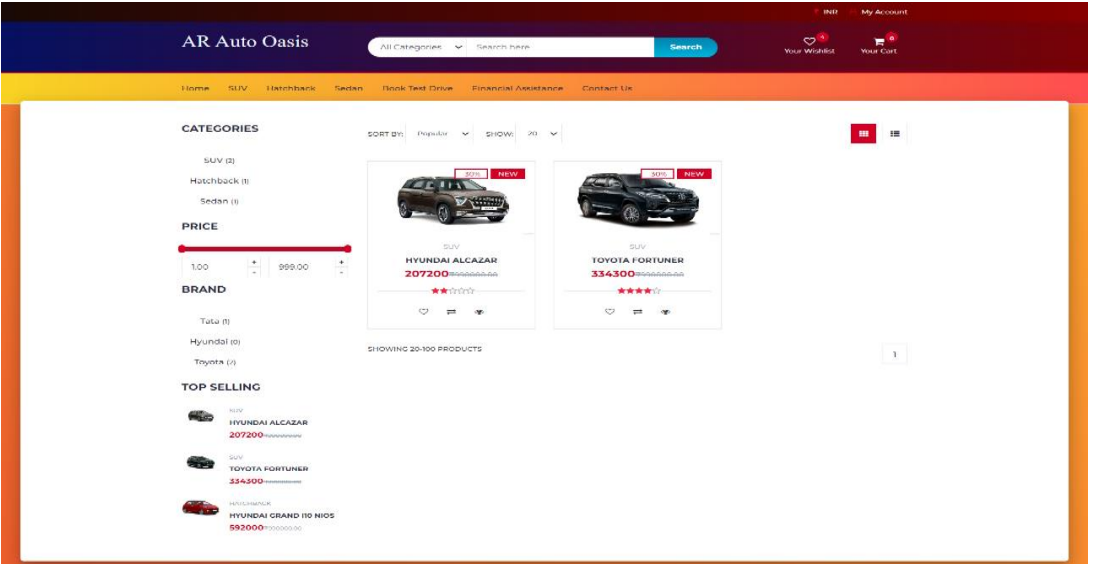 INR My Account
AR Auto Oasis
All Categories Search here Search
Your Wishlist
Your Cart
Home SUV Hatchback Sedan Book Test Drive Financial Assistance Contact Us
CATEGORIES
SUV (2)
Hatchback (1)
Sedan (1)
PRICE
1.00 + - 999.00 + -
BRAND
Tata (1)
Hyundai (0)
Toyota (2)
TOP SELLING
SUV
HYUNDAI ALCAZAR
207200
SUV
TOYOTA FORTUNER
334300
HATCHBACK
HYUNDAI GRAND I10 NIOS
592000
SORT BY: Popular SHOW: 20
30% NEW
SUV
HYUNDAI ALCAZAR
207200
30% NEW
SUV
TOYOTA FORTUNER
334300
SHOWING 20-100 PRODUCTS
1